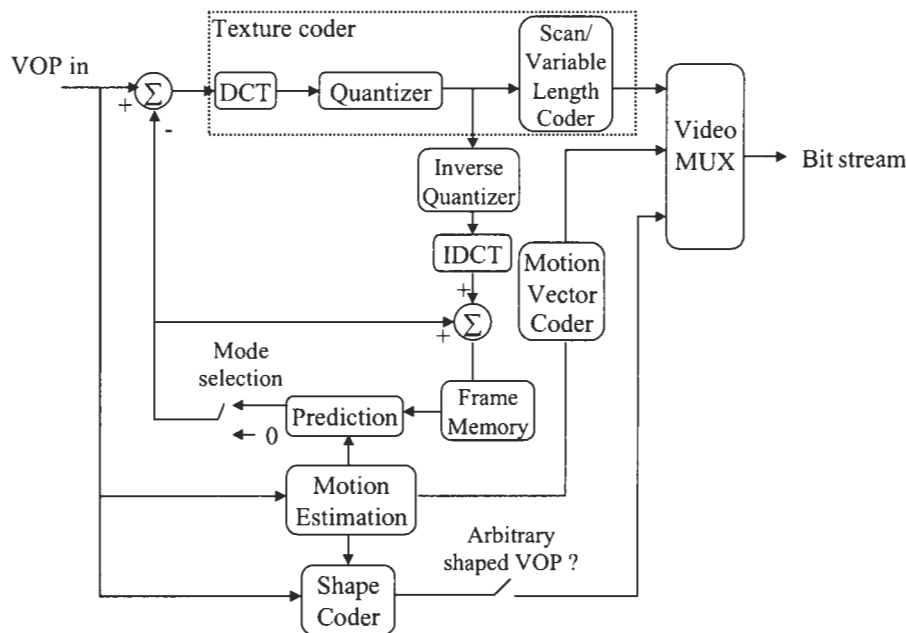 Texture coder
VOP in
+
Σ
-
DCT
Quantizer
Scan/
Variable
Length
Coder
Video
MUX
Bit stream
Inverse
Quantizer
IDCT
+
+
Σ
Motion
Vector
Coder
Mode
selection
Prediction
0
Frame
Memory
Motion
Estimation
Arbitrary
shaped VOP ?
Shape
Coder